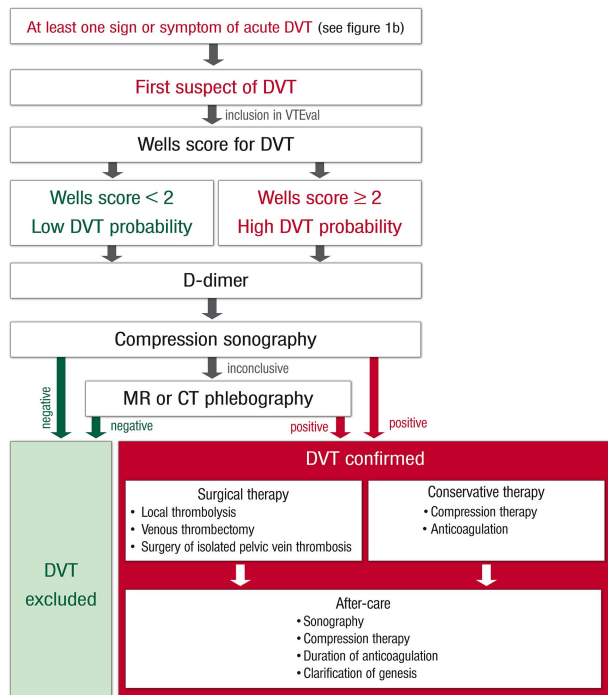 At least one sign or symptom of acute DVT (see figure 1b)
First suspect of DVT
inclusion in VTEval
Wells score for DVT
Wells score < 2
Low DVT probability
Wells score ≥ 2
High DVT probability
D-dimer
Compression sonography
negative
inconclusive
positive
MR or CT phlebography
negative
positive
DVT excluded
DVT confirmed
Surgical therapy
• Local thrombolysis
• Venous thrombectomy
• Surgery of isolated pelvic vein thrombosis
Conservative therapy
• Compression therapy
• Anticoagulation
After-care
• Sonography
• Compression therapy
• Duration of anticoagulation
• Clarification of genesis